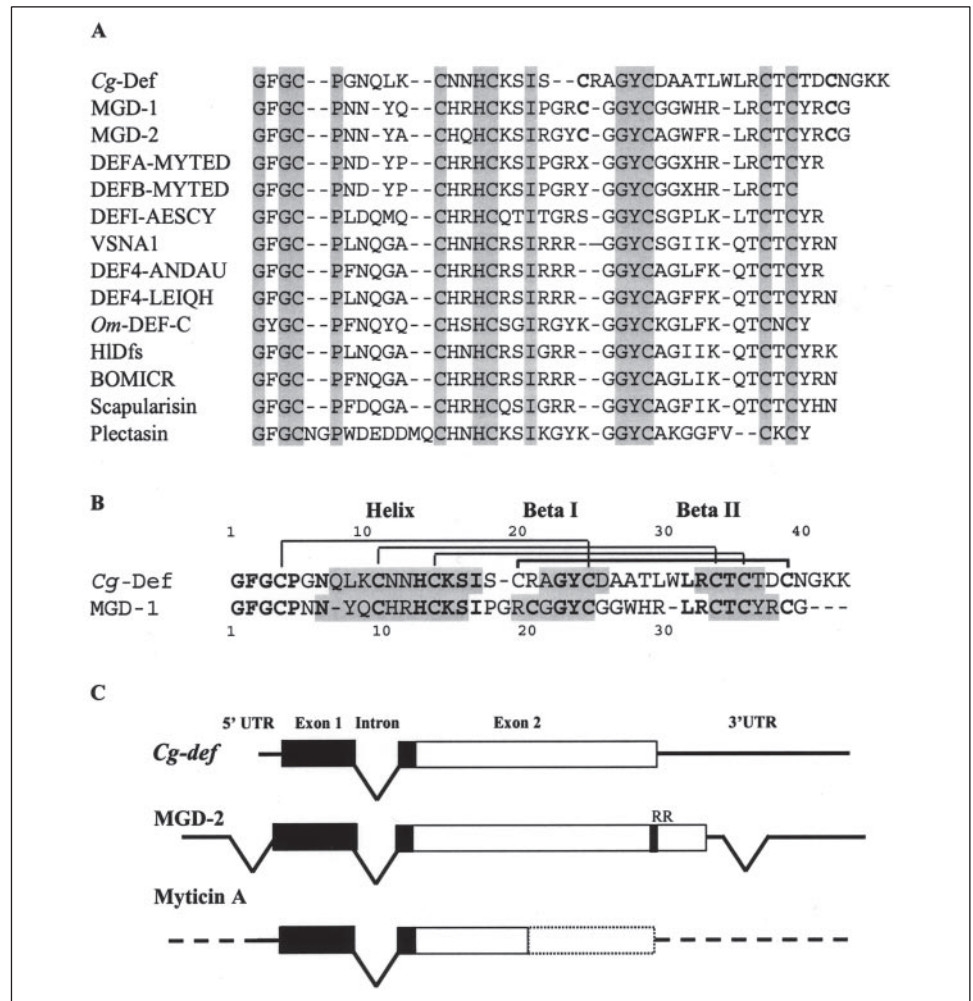 A
Cg-Def GFGC--PGNQLK--CNNHCKSIS--CRAGYCDAATLWLRCTCTDCNGKK
MGD-1 GFGC--PNN-YQ--CHRHCKSIPGRC-GGYCGGWHR-LRCTCYRCG
MGD-2 GFGC--PNN-YA--CHQHCKSIRGYC-GGYCAGWFR-LRCTCYRCG
DEFA-MYTED GFGC--PND-YP--CHRHCKSIPGRX-GGYCGGXHR-LRCTCYR
DEFB-MYTED GFGC--PND-YP--CHRHCKSIPGRY-GGYCGGXHR-LRCTC
DEFI-AESCY GFGC--PLDQMQ--CHRHCQTITGRS-GGYCSGPLK-LTCTCYR
VSNA1 GFGC--PLNQGA--CHNHCRSIRRR--GGYCSGIIK-QTCTCYRN
DEF4-ANDAU GFGC--PFNQGA--CHRHCRSIRRR--GGYCAGLFK-QTCTCYR
DEF4-LEIQH GFGC--PLNQGA--CHRHCRSIRRR--GGYCAGFFK-QTCTCYRN
Om-DEF-C GYGC--PFNQYQ--CHSHCSGIRGYK-GGYCKGLFK-QTCNCY
HlDfs GFGC--PLNQGA--CHNHCRSIGRR--GGYCAGIIK-QTCTCYRK
BOMICR GFGC--PFNQGA--CHRHCRSIRRR--GGYCAGLIK-QTCTCYRN
Scapularisin GFGC--PFDQGA--CHRHCQSIGRR--GGYCAGFIK-QTCTCYHN
Plectasin GFGCNGPWDEDDMQCHNHCKSIKGYK-GGYCAKGGFV--CKCY
B
Helix Beta I Beta II
1 10 20 30 40
Cg-Def GFGCPGNQLKCNNHCKSIS-CRAGYCDAATLWLRCTCTDCNGKK
MGD-1 GFGCPNN-YQCHRHCKSIPGRCGGYCGGWHR-LRCTCYRCG---
1 10 20 30
C
5' UTR Exon 1 Intron Exon 2 3'UTR
Cg-def
MGD-2 RR
Myticin A